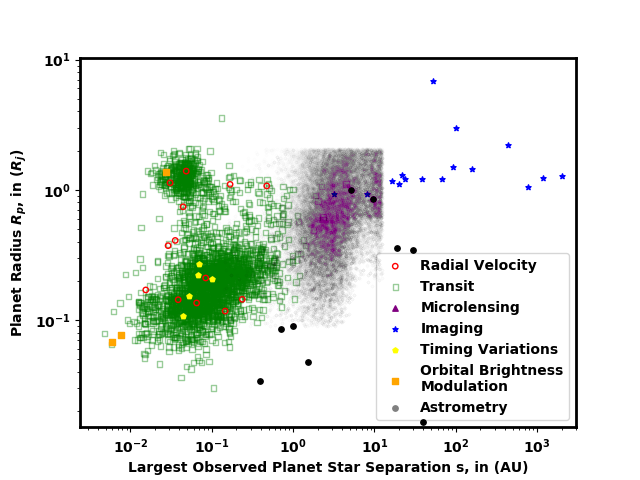 10¹
10⁰
10⁻¹
Planet Radius Rₚ, in (Rⱼ)
10⁻² 10⁻¹ 10⁰ 10¹ 10² 10³
Largest Observed Planet Star Separation s, in (AU)
Radial Velocity
Transit
Microlensing
Imaging
Timing Variations
Orbital Brightness
Modulation
Astrometry